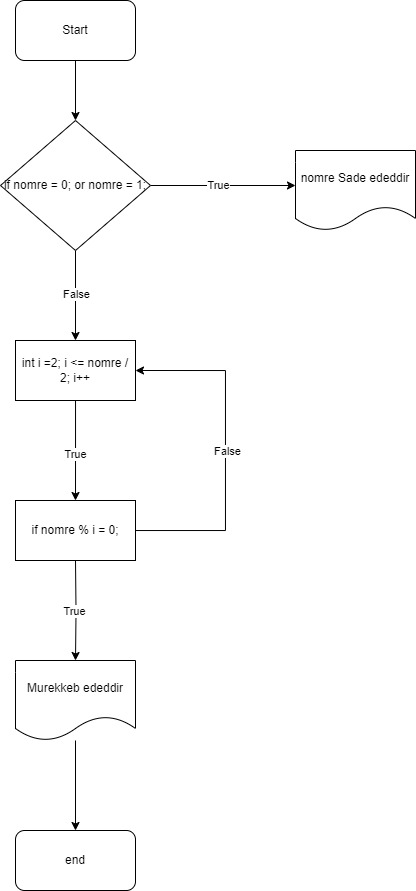 Start
if nomre = 0; or nomre = 1;
True
nomre Sade ededdir
False
int i =2; i <= nomre /
2; i++
True
False
if nomre % i = 0;
True
Murekkeb ededdir
end